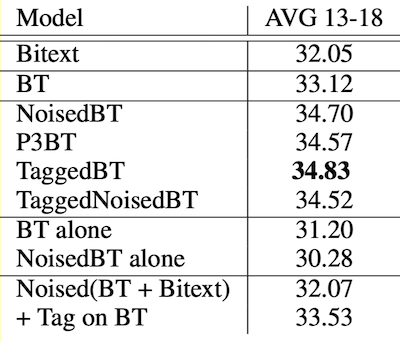 Model AVG 13-18
Bitext 32.05
BT 33.12
NoisedBT 34.70
P3BT 34.57
TaggedBT 34.83
TaggedNoisedBT 34.52
BT alone 31.20
NoisedBT alone 30.28
Noised(BT + Bitext) 32.07
+ Tag on BT 33.53